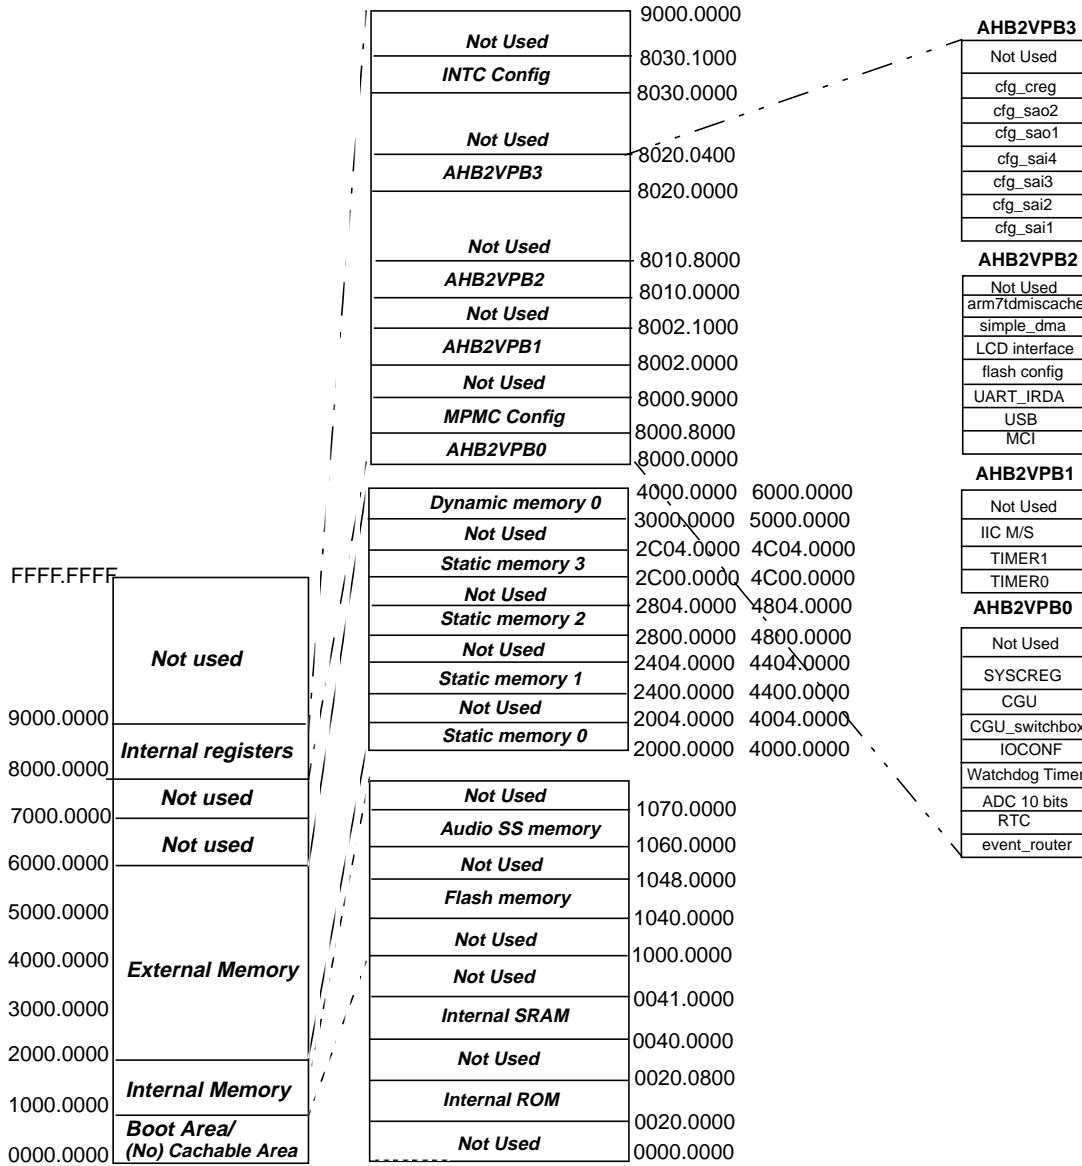 FFFF.FFFF
Not used
9000.0000
Internal registers
8000.0000
Not used
7000.0000
Not used
6000.0000
5000.0000
4000.0000
External Memory
3000.0000
2000.0000
Internal Memory
1000.0000
Boot Area/
(No) Cachable Area
0000.0000
9000.0000
Not Used
8030.1000
INTC Config
8030.0000
Not Used
8020.0400
AHB2VPB3
8020.0000
Not Used
8010.8000
AHB2VPB2
8010.0000
Not Used
8002.1000
AHB2VPB1
8002.0000
Not Used
8000.9000
MPMC Config
8000.8000
AHB2VPB0
8000.0000
4000.0000 6000.0000
Dynamic memory 0
3000.0000 5000.0000
Not Used
2C04.0000 4C04.0000
Static memory 3
2C00.0000 4C00.0000
Not Used
2804.0000 4804.0000
Static memory 2
2800.0000 4800.0000
Not Used
2404.0000 4404.0000
Static memory 1
2400.0000 4400.0000
Not Used
2004.0000 4004.0000
Static memory 0
2000.0000 4000.0000
Not Used
1070.0000
Audio SS memory
1060.0000
Not Used
1048.0000
Flash memory
1040.0000
Not Used
1000.0000
Not Used
0041.0000
Internal SRAM
0040.0000
Not Used
0020.0800
Internal ROM
0020.0000
Not Used
0000.0000
AHB2VPB3
Not Used
cfg_creg
cfg_sao2
cfg_sao1
cfg_sai4
cfg_sai3
cfg_sai2
cfg_sai1
AHB2VPB2
Not Used
arm7tdmiscache
simple_dma
LCD interface
flash config
UART_IRDA
USB
MCI
AHB2VPB1
Not Used
IIC M/S
TIMER1
TIMER0
AHB2VPB0
Not Used
SYSCREG
CGU
CGU_switchbox
IOCONF
Watchdog Timer
ADC 10 bits
RTC
event_router